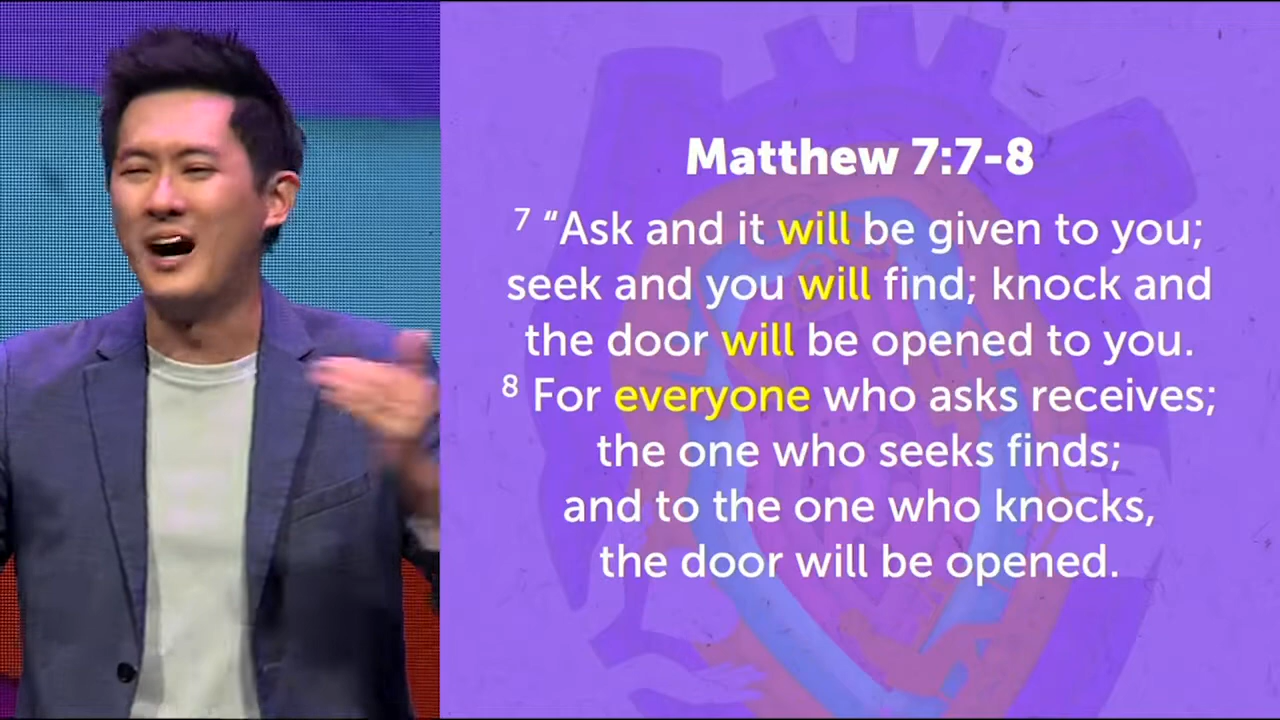 Matthew 7:7-8
7 “Ask and it will be given to you;
seek and you will find; knock and
the door will be opened to you.
8 For everyone who asks receives;
the one who seeks finds;
and to the one who knocks,
the door will be opened.